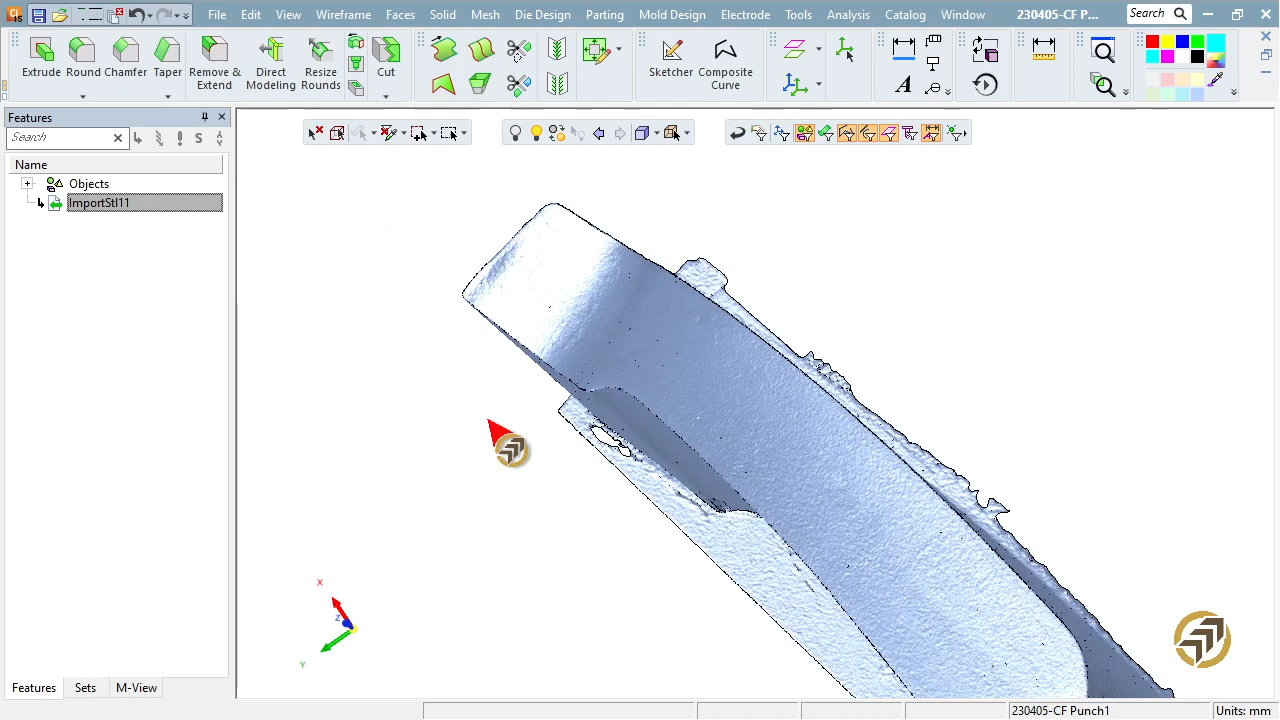 File Edit View Wireframe Faces Solid Mesh Die Design Parting Mold Design Electrode Tools Analysis Catalog Window 230405-CF P... Search
Extrude Round Chamfer Taper Remove & Extend Direct Modeling Resize Rounds Cut Sketcher Composite Curve
Features
Search
Name
Objects
ImportStl11
X
Z
Y
Features Sets M-View
230405-CF Punch1 Units: mm